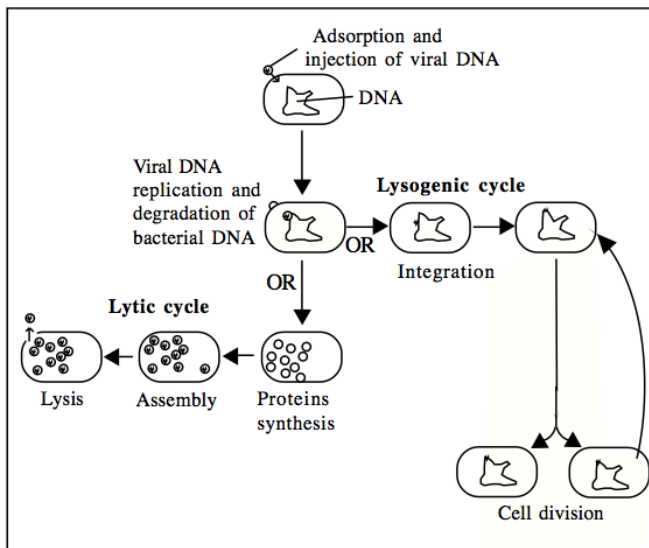 Adsorption and
injection of viral DNA
DNA
Viral DNA
replication and
degradation of
bacterial DNA
Lysogenic cycle
OR
Integration
OR
Lytic cycle
Lysis
Assembly
Proteins
synthesis
Cell division